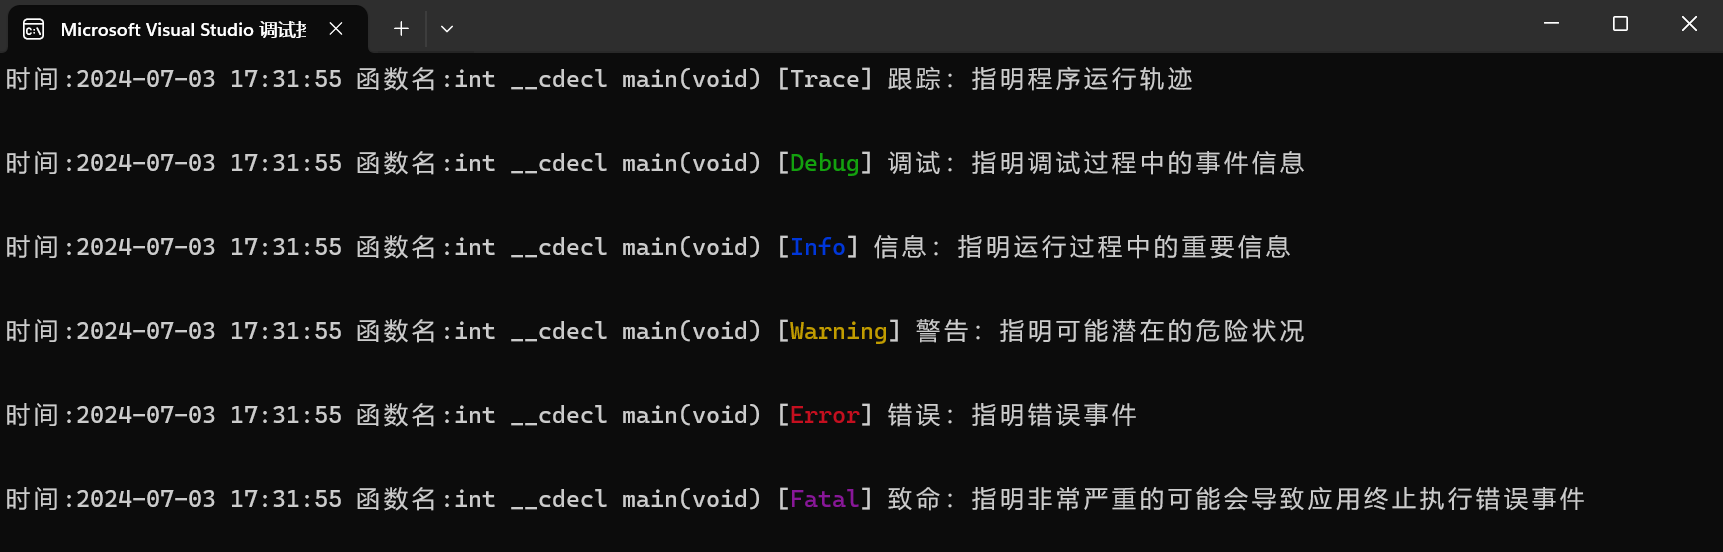 Microsoft Visual Studio 调试
时间:2024-07-03 17:31:55 函数名:int __cdecl main(void) [Trace] 跟踪: 指明程序运行轨迹
时间:2024-07-03 17:31:55 函数名:int __cdecl main(void) [Debug] 调试: 指明调试过程中的事件信息
时间:2024-07-03 17:31:55 函数名:int __cdecl main(void) [Info] 信息: 指明运行过程中的重要信息
时间:2024-07-03 17:31:55 函数名:int __cdecl main(void) [Warning] 警告: 指明可能潜在的危险状况
时间:2024-07-03 17:31:55 函数名:int __cdecl main(void) [Error] 错误: 指明错误事件
时间:2024-07-03 17:31:55 函数名:int __cdecl main(void) [Fatal] 致命: 指明非常严重的可能会导致应用终止执行错误事件